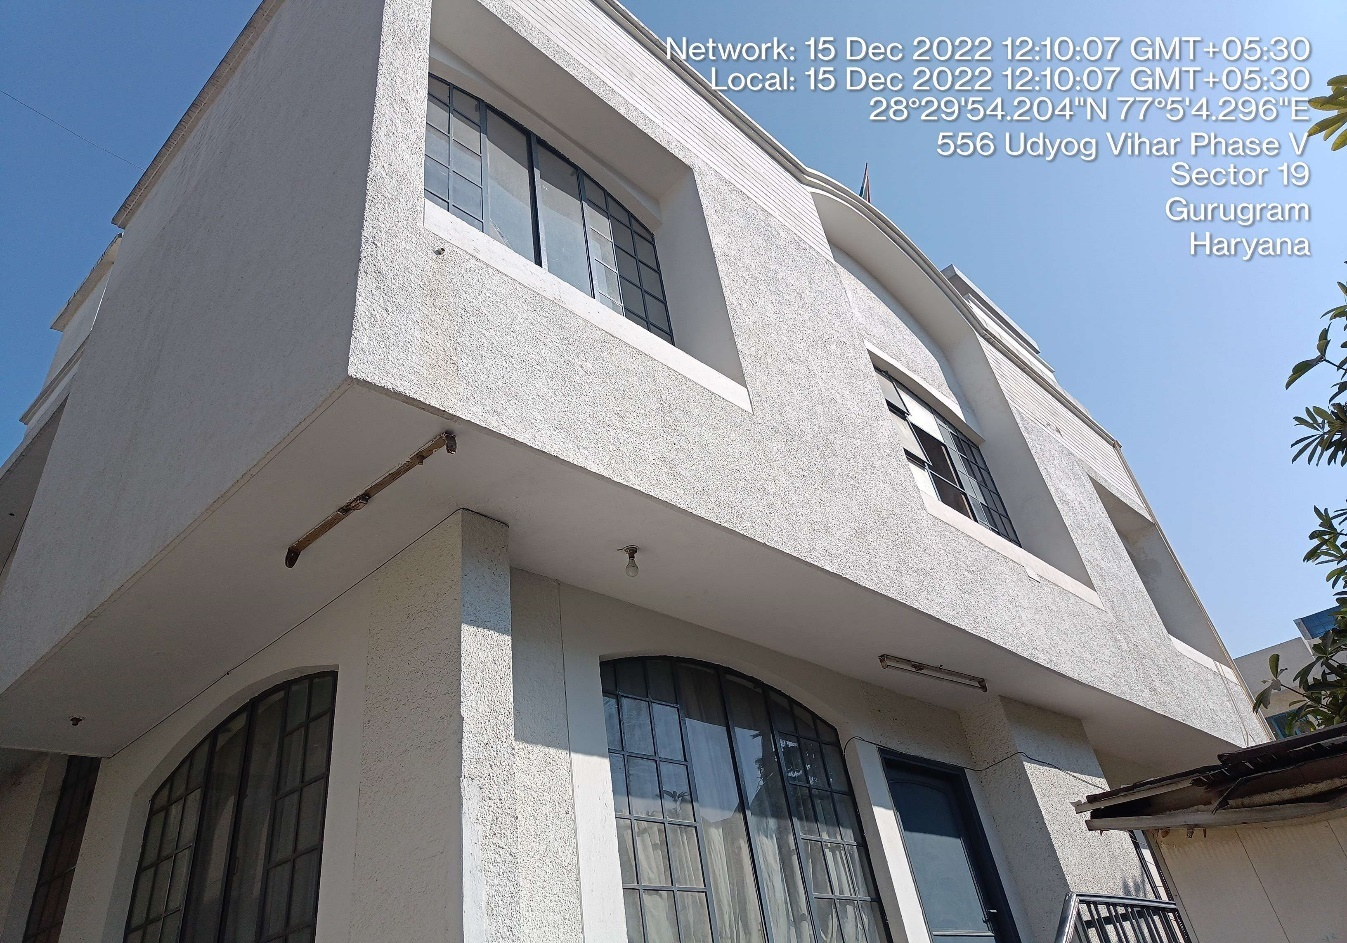 Network: 15 Dec 2022 12:10:07 GMT+05:30
Local: 15 Dec 2022 12:10:07 GMT+05:30
28°29'54.204"N 77°5'4.296"E
556 Udyog Vihar Phase V
Sector 19
Gurugram
Haryana